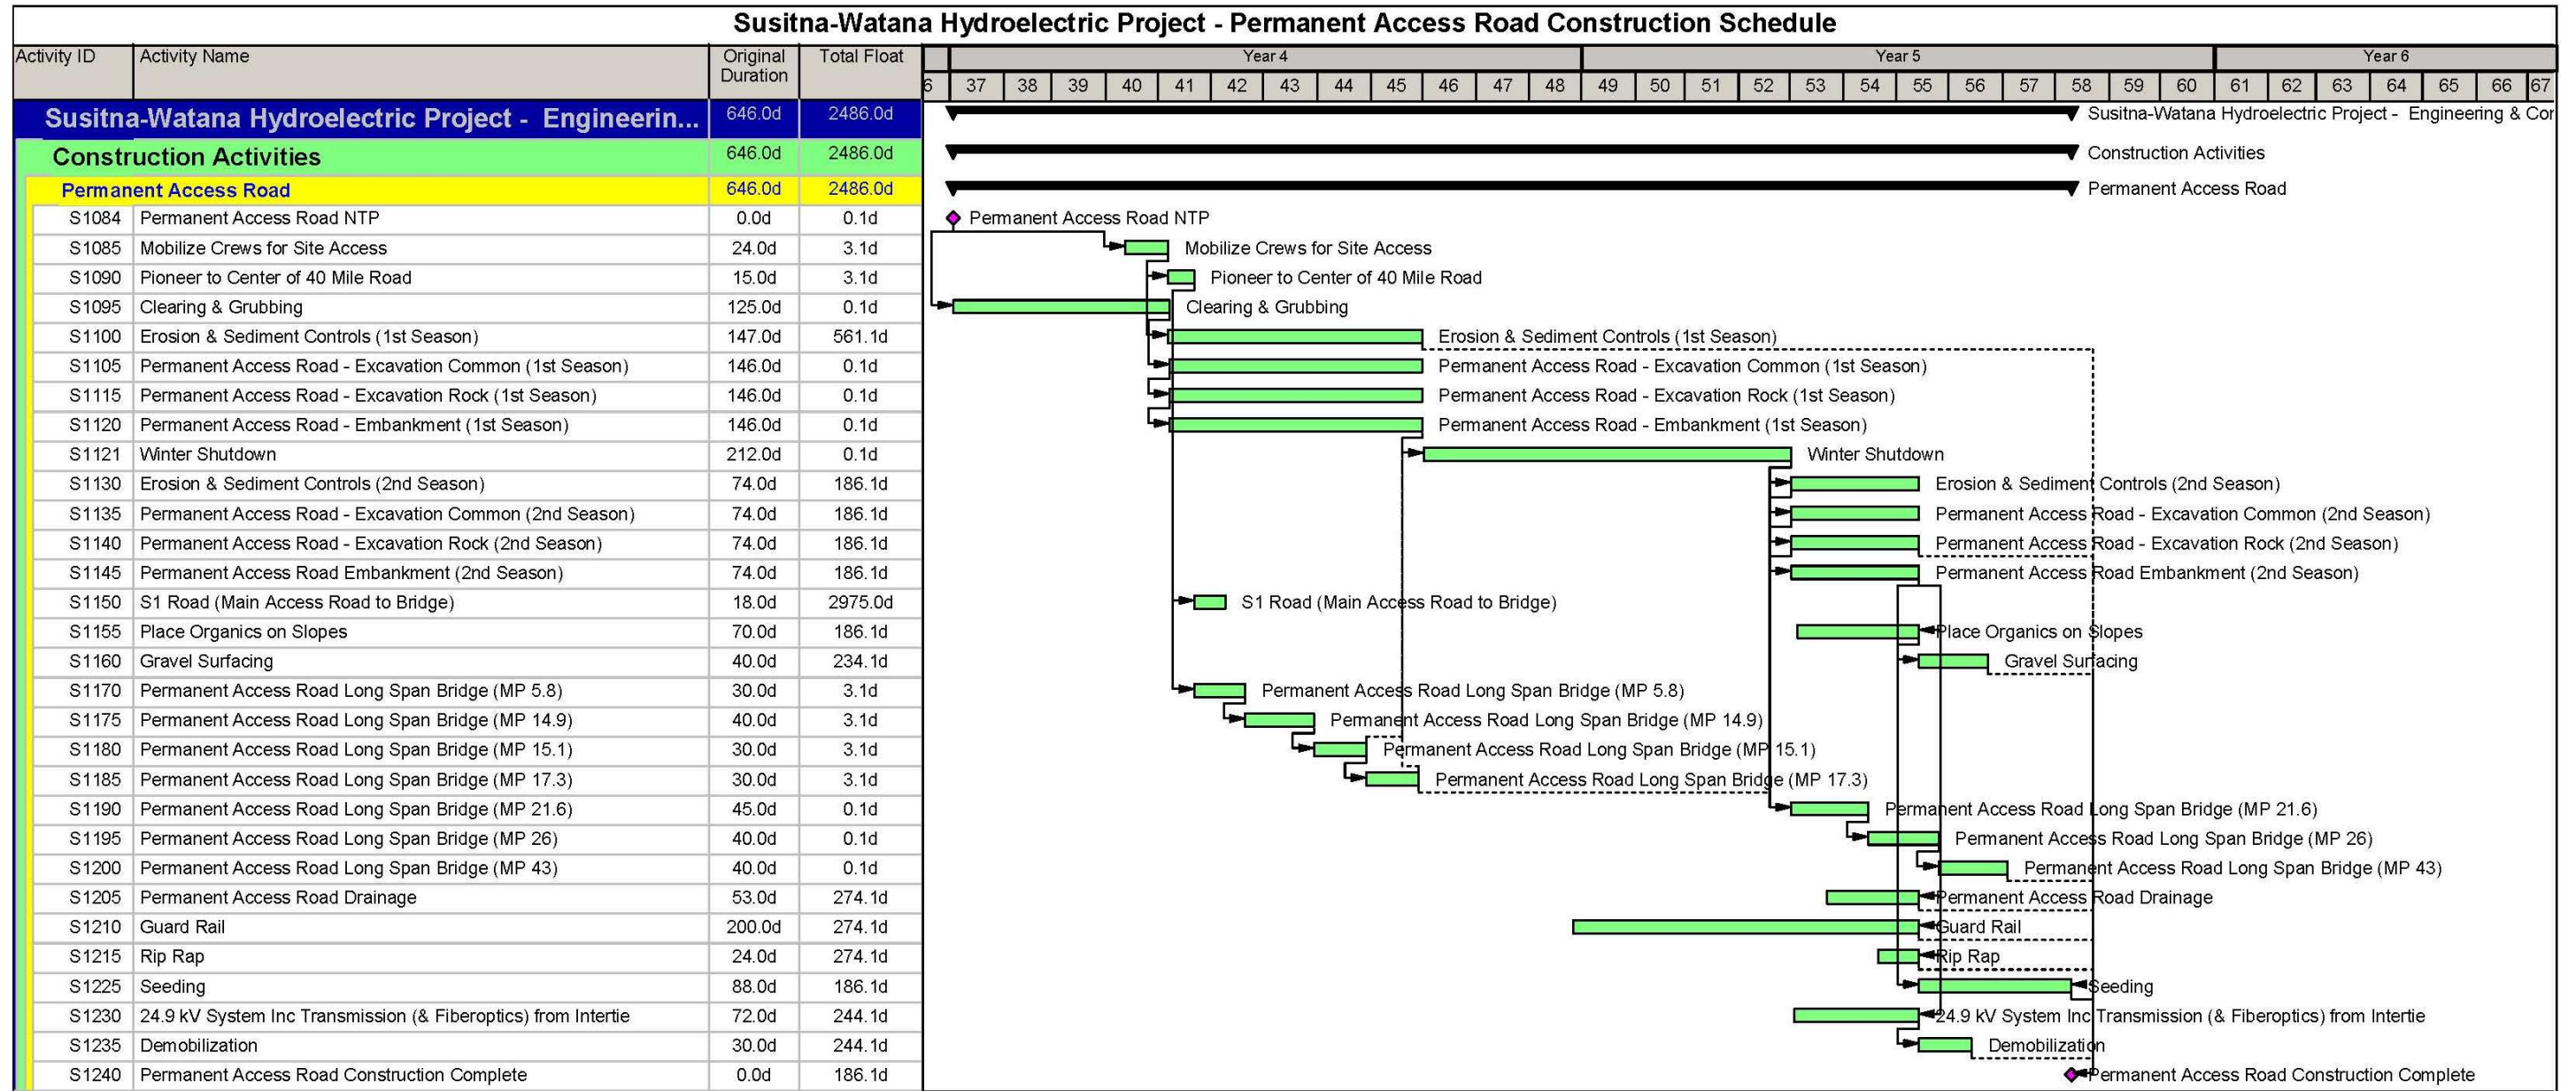 Susitna-Watana Hydroelectric Project - Permanent Access Road Construction Schedule
Activity ID Activity Name Original Duration Total Float Year 4 Year 5 Year 6
6 37 38 39 40 41 42 43 44 45 46 47 48 49 50 51 52 53 54 55 56 57 58 59 60 61 62 63 64 65 66 67
Susitna-Watana Hydroelectric Project - Engineerin... 646.0d 2486.0d Susitna-Watana Hydroelectric Project - Engineering & Cor
Construction Activities 646.0d 2486.0d Construction Activities
Permanent Access Road 646.0d 2486.0d Permanent Access Road
S1084 Permanent Access Road NTP 0.0d 0.1d Permanent Access Road NTP
S1085 Mobilize Crews for Site Access 24.0d 3.1d Mobilize Crews for Site Access
S1090 Pioneer to Center of 40 Mile Road 15.0d 3.1d Pioneer to Center of 40 Mile Road
S1095 Clearing & Grubbing 125.0d 0.1d Clearing & Grubbing
S1100 Erosion & Sediment Controls (1st Season) 147.0d 561.1d Erosion & Sediment Controls (1st Season)
S1105 Permanent Access Road - Excavation Common (1st Season) 146.0d 0.1d Permanent Access Road - Excavation Common (1st Season)
S1115 Permanent Access Road - Excavation Rock (1st Season) 146.0d 0.1d Permanent Access Road - Excavation Rock (1st Season)
S1120 Permanent Access Road - Embankment (1st Season) 146.0d 0.1d Permanent Access Road - Embankment (1st Season)
S1121 Winter Shutdown 212.0d 0.1d Winter Shutdown
S1130 Erosion & Sediment Controls (2nd Season) 74.0d 186.1d Erosion & Sediment Controls (2nd Season)
S1135 Permanent Access Road - Excavation Common (2nd Season) 74.0d 186.1d Permanent Access Road - Excavation Common (2nd Season)
S1140 Permanent Access Road - Excavation Rock (2nd Season) 74.0d 186.1d Permanent Access Road - Excavation Rock (2nd Season)
S1145 Permanent Access Road Embankment (2nd Season) 74.0d 186.1d Permanent Access Road Embankment (2nd Season)
S1150 S1 Road (Main Access Road to Bridge) 18.0d 2975.0d S1 Road (Main Access Road to Bridge)
S1155 Place Organics on Slopes 70.0d 186.1d Place Organics on Slopes
S1160 Gravel Surfacing 40.0d 234.1d Gravel Surfacing
S1170 Permanent Access Road Long Span Bridge (MP 5.8) 30.0d 3.1d Permanent Access Road Long Span Bridge (MP 5.8)
S1175 Permanent Access Road Long Span Bridge (MP 14.9) 40.0d 3.1d Permanent Access Road Long Span Bridge (MP 14.9)
S1180 Permanent Access Road Long Span Bridge (MP 15.1) 30.0d 3.1d Permanent Access Road Long Span Bridge (MP 15.1)
S1185 Permanent Access Road Long Span Bridge (MP 17.3) 30.0d 3.1d Permanent Access Road Long Span Bridge (MP 17.3)
S1190 Permanent Access Road Long Span Bridge (MP 21.6) 45.0d 0.1d Permanent Access Road Long Span Bridge (MP 21.6)
S1195 Permanent Access Road Long Span Bridge (MP 26) 40.0d 0.1d Permanent Access Road Long Span Bridge (MP 26)
S1200 Permanent Access Road Long Span Bridge (MP 43) 40.0d 0.1d Permanent Access Road Long Span Bridge (MP 43)
S1205 Permanent Access Road Drainage 53.0d 274.1d Permanent Access Road Drainage
S1210 Guard Rail 200.0d 274.1d Guard Rail
S1215 Rip Rap 24.0d 274.1d Rip Rap
S1225 Seeding 88.0d 186.1d Seeding
S1230 24.9 kV System Inc Transmission (& Fiberoptics) from Intertie 72.0d 244.1d 24.9 kV System Inc Transmission (& Fiberoptics) from Intertie
S1235 Demobilization 30.0d 244.1d Demobilization
S1240 Permanent Access Road Construction Complete 0.0d 186.1d Permanent Access Road Construction Complete